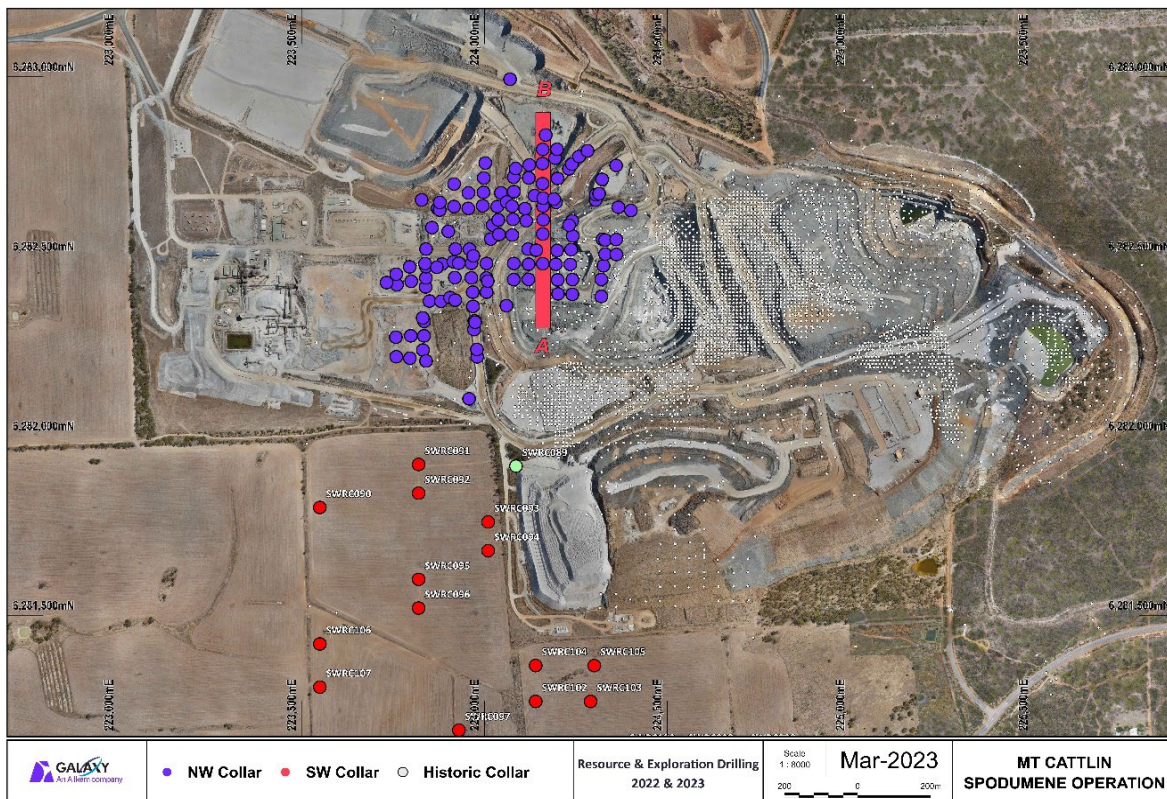 223,000mE 223,500mE 224,000mE 224,500mE 225,000mE 225,500mE
6,283,000mN 6,283,000mN
B
6,282,500mN 6,282,500mN
A
6,282,000mN 6,282,000mN
SWRC091 SWRC089
SWRC092
SWRC090 SWRC093
SWRC094
SWRC095
SWRC096
6,281,500mN 6,281,500mN
SWRC106
SWRC104 SWRC105
SWRC107
SWRC102 SWRC103
SWRC097
223,000mE 223,500mE 224,000mE 224,500mE 225,000mE 225,500mE
GALAXY
An Allkem company
NW Collar SW Collar Historic Collar
Resource & Exploration Drilling
2022 & 2023
Scale
1 : 8000
200 0 200m
Mar-2023
MT CATTLIN
SPODUMENE OPERATION